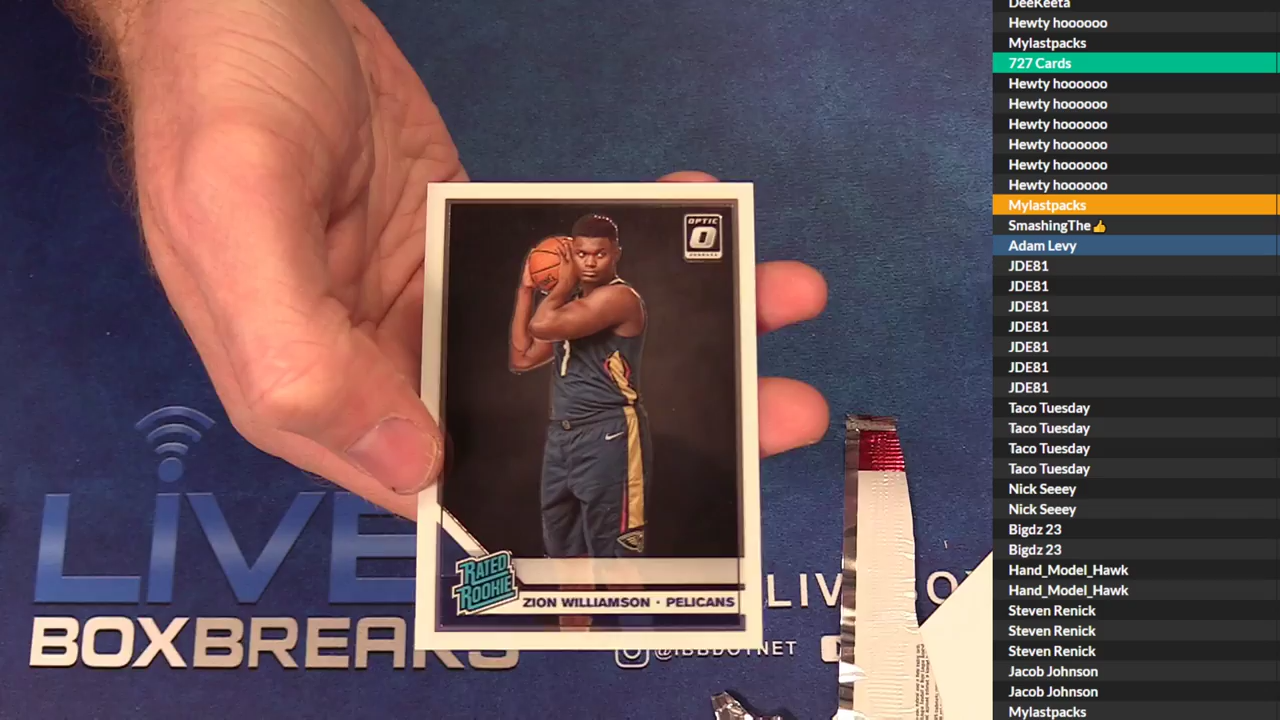 OPTIC
O
RATED
ROOKIE
ZION WILLIAMSON · PELICANS
LIVE
BOXBREAKS
@IBBDOTNET
DeeKeeta
Hewty hoooooo
Mylastpacks
727 Cards
Hewty hoooooo
Hewty hoooooo
Hewty hoooooo
Hewty hoooooo
Hewty hoooooo
Hewty hoooooo
Mylastpacks
SmashingThe👍
Adam Levy
JDE81
JDE81
JDE81
JDE81
JDE81
JDE81
JDE81
Taco Tuesday
Taco Tuesday
Taco Tuesday
Taco Tuesday
Nick Seeey
Nick Seeey
Bigdz 23
Bigdz 23
Hand_Model_Hawk
Hand_Model_Hawk
Steven Renick
Steven Renick
Steven Renick
Jacob Johnson
Jacob Johnson
Mylastpacks